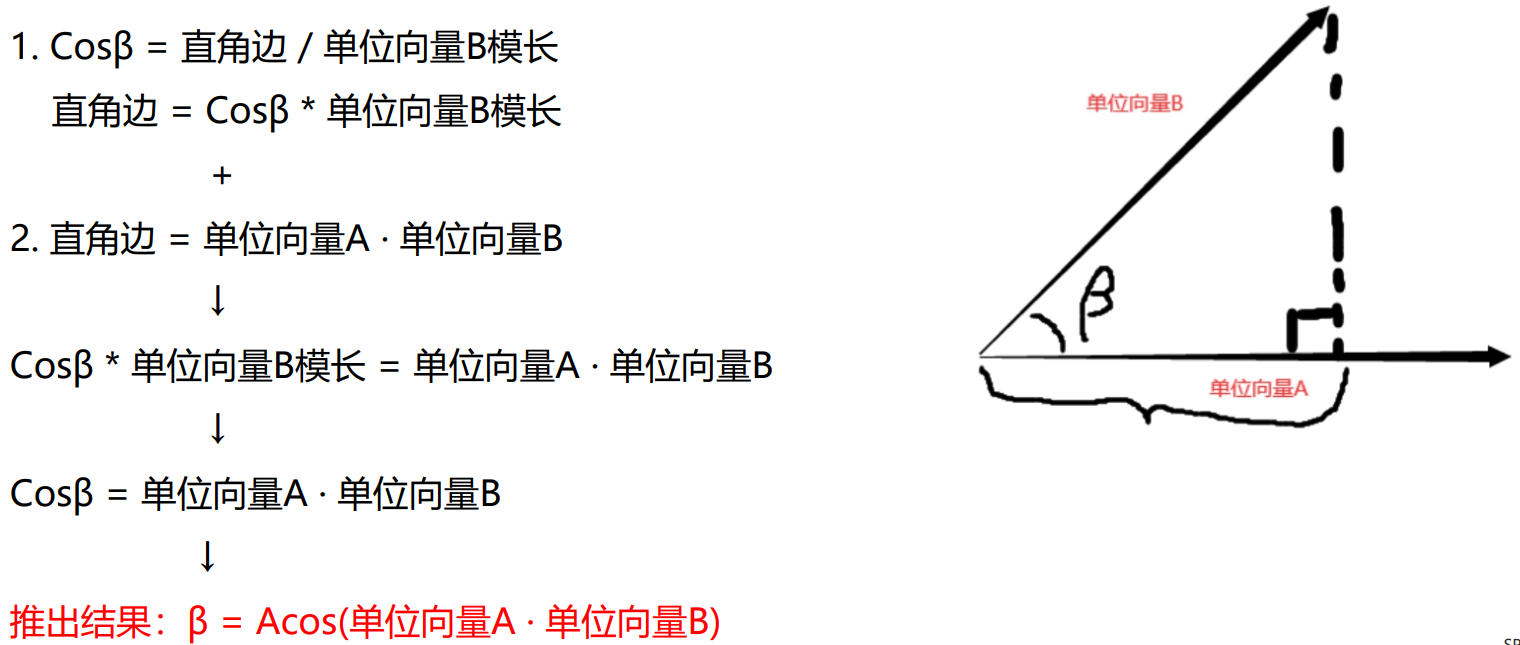 1. Cosβ = 直角边 / 单位向量B模长
直角边 = Cosβ * 单位向量B模长
+
2. 直角边 = 单位向量A · 单位向量B
↓
Cosβ * 单位向量B模长 = 单位向量A · 单位向量B
↓
Cosβ = 单位向量A · 单位向量B
↓
推出结果：β = Acos(单位向量A · 单位向量B)
单位向量B
β
单位向量A